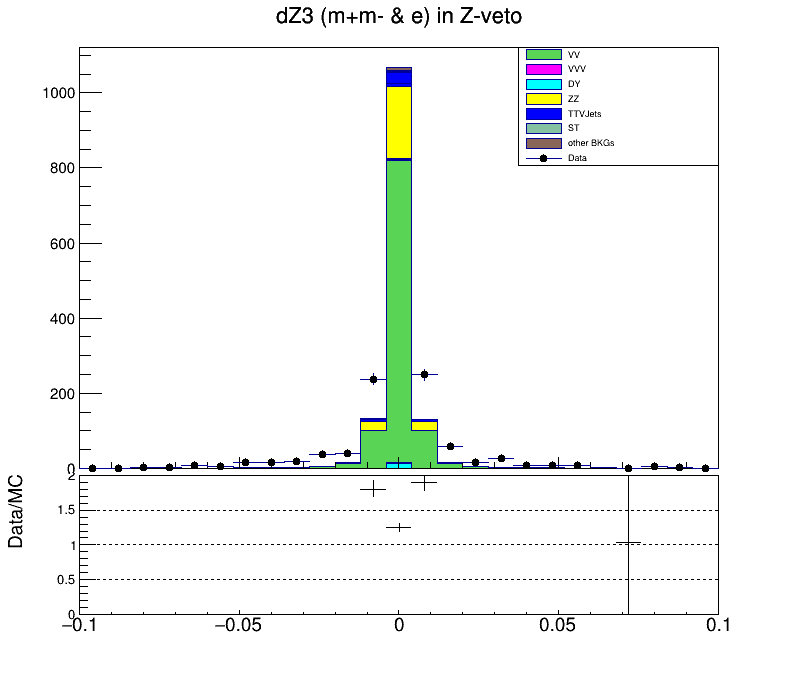 dZ3 (m+m- & e) in Z-veto
VV
VVV
DY
ZZ
TTVJets
ST
other BKGs
Data
1000
800
600
400
200
0
Data/MC
2
1.5
1
0.5
0
−0.1
−0.05
0
0.05
0.1